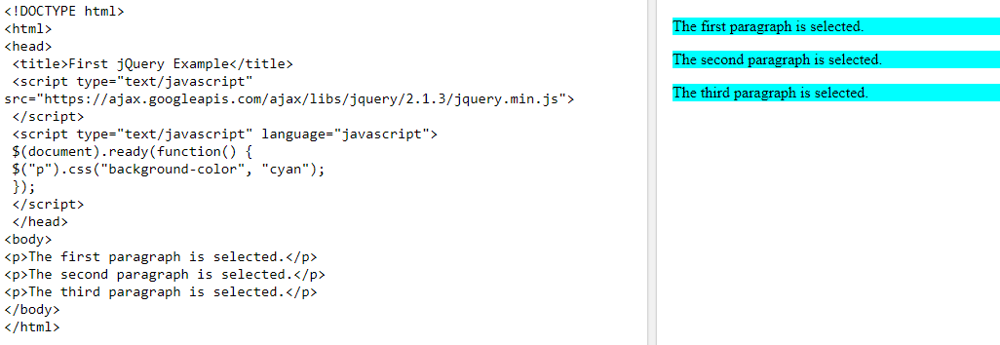 <!DOCTYPE html>
<html>
<head>
 <title>First jQuery Example</title>
 <script type="text/javascript"
src="https://ajax.googleapis.com/ajax/libs/jquery/2.1.3/jquery.min.js">
 </script>
 <script type="text/javascript" language="javascript">
 $(document).ready(function() {
 $("p").css("background-color", "cyan");
 });
 </script>
 </head>
<body>
<p>The first paragraph is selected.</p>
<p>The second paragraph is selected.</p>
<p>The third paragraph is selected.</p>
</body>
</html>
The first paragraph is selected.
The second paragraph is selected.
The third paragraph is selected.